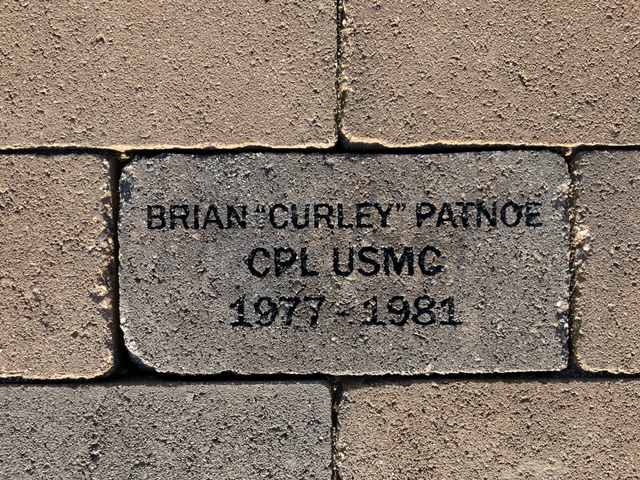 BRIAN “CURLEY” PATNOE
CPL USMC
1977 - 1981